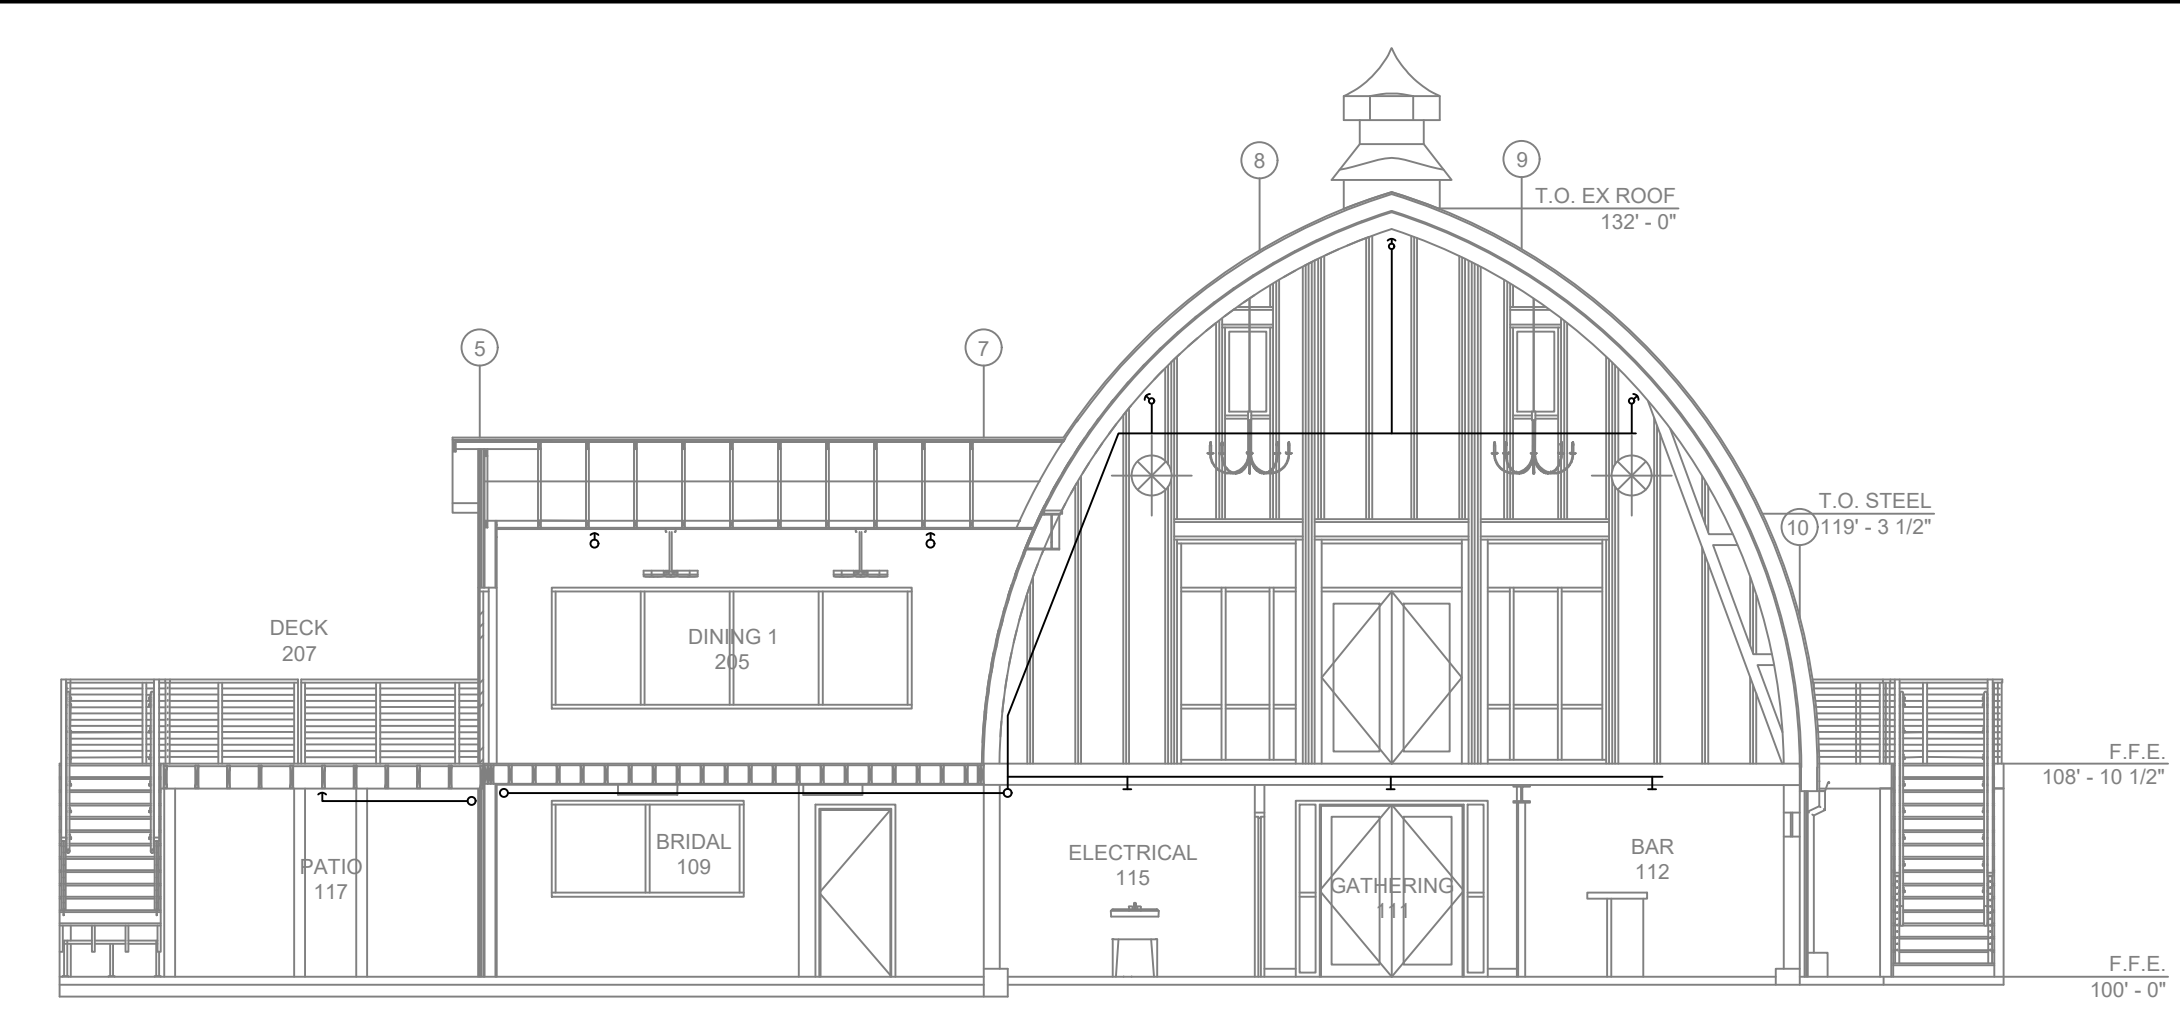 8
9
T.O. EX ROOF
132' - 0"
5
7
T.O. STEEL
10
119' - 3 1/2"
DECK
207
DINING 1
205
F.F.E.
108' - 10 1/2"
BRIDAL
109
PATIO
117
ELECTRICAL
115
GATHERING
111
BAR
112
F.F.E.
100' - 0"